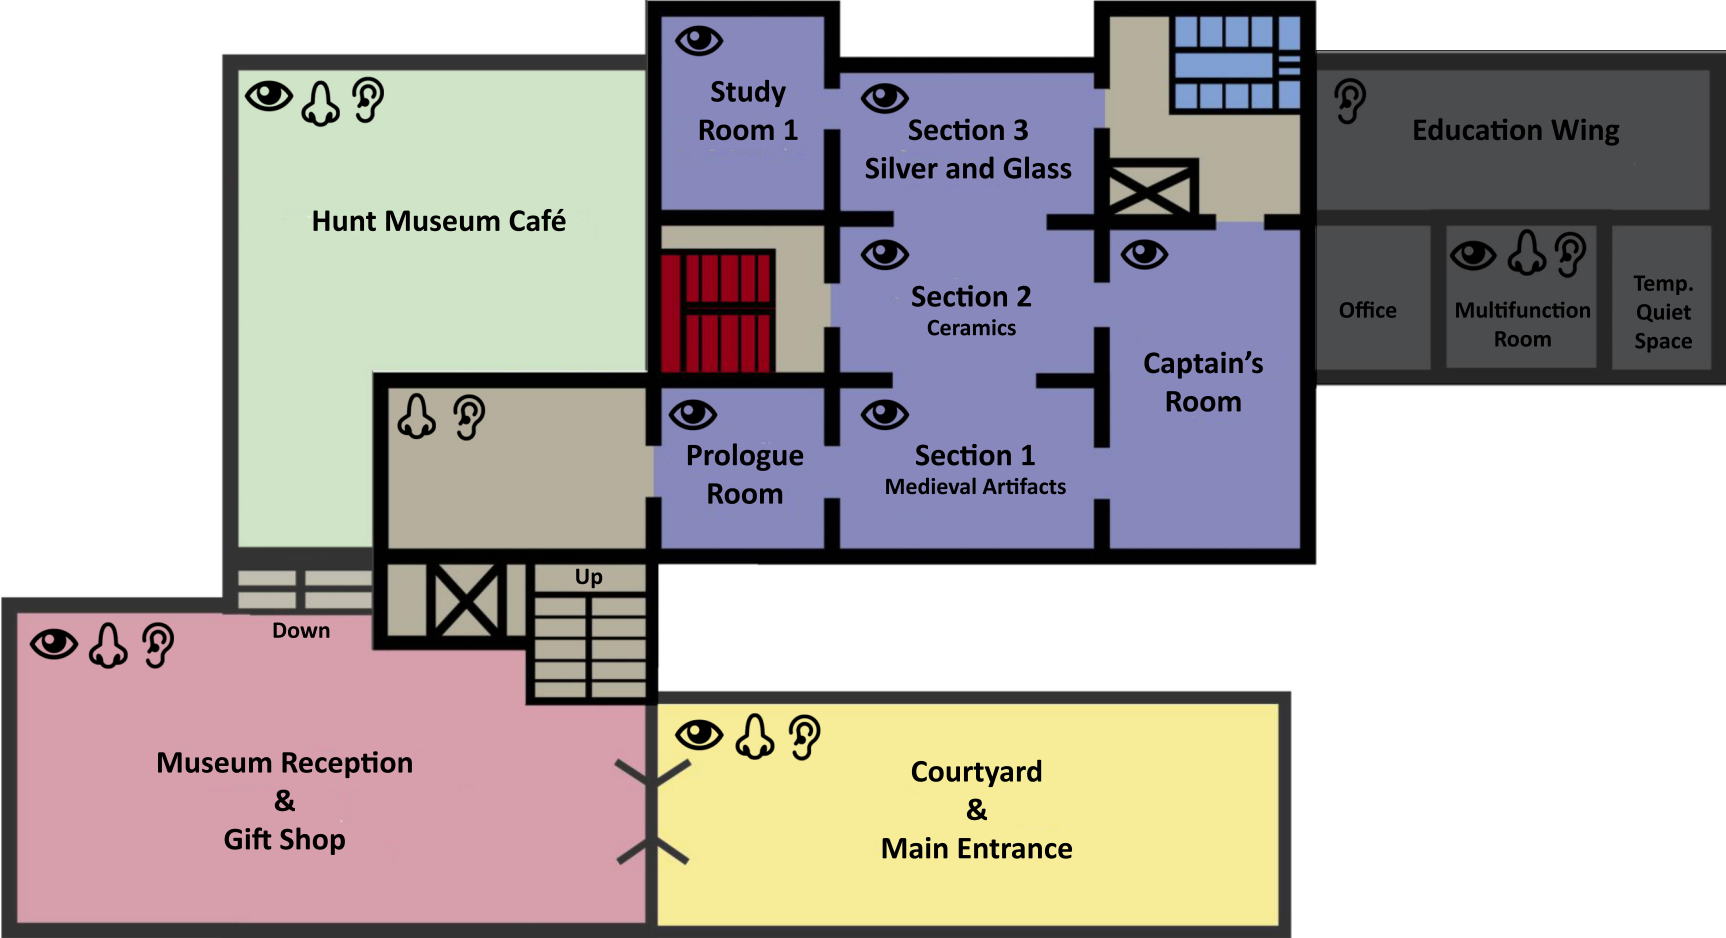 Study
Room 1
Section 3
Silver and Glass
Education Wing
Hunt Museum Café
Section 2
Ceramics
Captain's
Room
Office
Multifunction
Room
Temp.
Quiet
Space
Prologue
Room
Section 1
Medieval Artifacts
Up
Down
Museum Reception
&
Gift Shop
Courtyard
&
Main Entrance